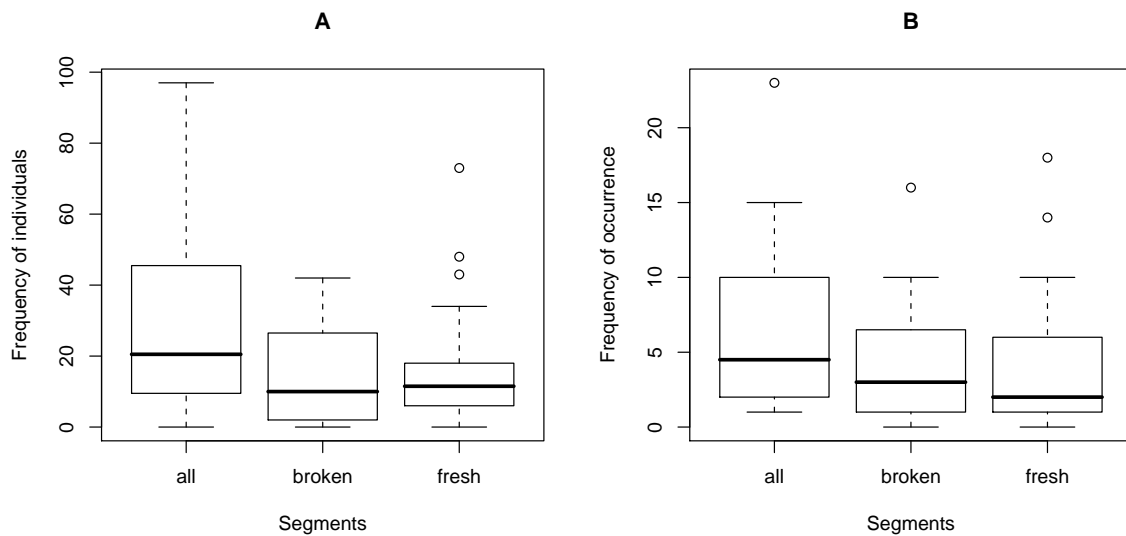 A
Frequency of individuals
100
80
60
40
20
0
all broken fresh
Segments
B
Frequency of occurrence
20
15
10
5
0
all broken fresh
Segments